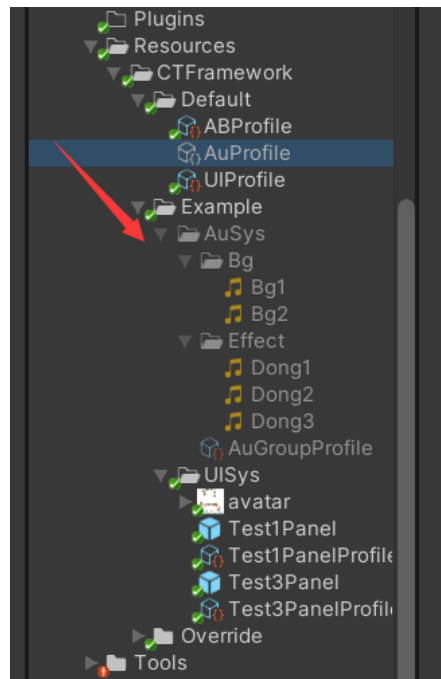 Plugins
Resources
CTFramework
Default
ABProfile
AuProfile
UIProfile
Example
AuSys
Bg
Bg1
Bg2
Effect
Dong1
Dong2
Dong3
AuGroupProfile
UISys
avatar
Test1Panel
Test1PanelProfile
Test3Panel
Test3PanelProfil
Override
Tools